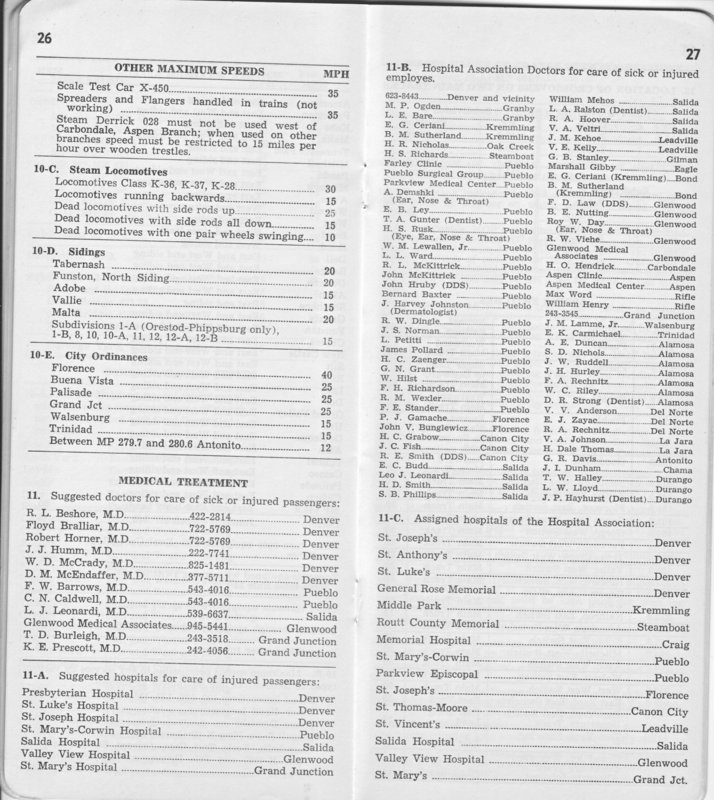 26
OTHER MAXIMUM SPEEDS MPH
Scale Test Car X-450 35
Spreaders and Flangers handled in trains (not
working) 35
Steam Derrick 028 must not be used west of
Carbondale, Aspen Branch; when used on other
branches speed must be restricted to 15 miles per
hour over wooden trestles.
10-C. Steam Locomotives
Locomotives Class K-36, K-37, K-28 30
Locomotives running backwards 15
Dead locomotives with side rods up 25
Dead locomotives with side rods all down 15
Dead locomotives with one pair wheels swinging 10
10-D. Sidings
Tabernash 20
Funston, North Siding 20
Adobe 15
Vallie 15
Malta 20
Subdivisions 1-A (Orestod-Phippsburg only),
1-B, 8, 10, 10-A, 11, 12, 12-A, 12-B 15
10-E. City Ordinances
Florence 40
Buena Vista 25
Palisade 25
Grand Jct 25
Walsenburg 15
Trinidad 15
Between MP 279.7 and 280.6 Antonito 12
MEDICAL TREATMENT
11. Suggested doctors for care of sick or injured passengers:
R. L. Beshore, M.D. 422-2814 Denver
Floyd Bralliar, M.D. 722-5769 Denver
Robert Horner, M.D. 722-5769 Denver
J. J. Humm, M.D. 222-7741 Denver
W. D. McCrady, M.D. 825-1481 Denver
D. M. McEndaffer, M.D. 377-5711 Denver
F. W. Barrows, M.D. 543-4016 Pueblo
C. N. Caldwell, M.D. 543-4016 Pueblo
L. J. Leonardi, M.D. 539-6637 Salida
Glenwood Medical Associates 945-5441 Glenwood
T. D. Burleigh, M.D. 243-3518 Grand Junction
K. E. Prescott, M.D. 242-4056 Grand Junction
11-A. Suggested hospitals for care of injured passengers:
Presbyterian Hospital Denver
St. Luke's Hospital Denver
St. Joseph Hospital Denver
St. Mary's-Corwin Hospital Pueblo
Salida Hospital Salida
Valley View Hospital Glenwood
St. Mary's Hospital Grand Junction
27
11-B. Hospital Association Doctors for care of sick or injured
employes.
623-8443 Denver and vicinity
M. P. Ogden Granby
L. E. Bare Granby
E. G. Ceriani Kremmling
B. M. Sutherland Kremmling
H. R. Nicholas Oak Creek
H. S. Richards Steamboat
Farley Clinic Pueblo
Pueblo Surgical Group Pueblo
Parkview Medical Center Pueblo
A. Demshki Pueblo
(Ear, Nose & Throat)
E. B. Ley Pueblo
T. A. Gunter (Dentist) Pueblo
H. S. Rusk Pueblo
(Eye, Ear, Nose & Throat)
W. M. Lewallen, Jr. Pueblo
L. L. Ward Pueblo
R. L. McKittrick Pueblo
John McKittrick Pueblo
John Hruby (DDS) Pueblo
Bernard Baxter Pueblo
J. Harvey Johnston Pueblo
(Dermatologist)
R. W. Dingle Pueblo
J. S. Norman Pueblo
L. Petitti Pueblo
James Pollard Pueblo
H. C. Zaenger Pueblo
G. N. Grant Pueblo
W. Hilst Pueblo
F. H. Richardson Pueblo
R. M. Wexler Pueblo
F. E. Stander Pueblo
P. J. Gamache Florence
John V. Bunglewicz Florence
H. C. Grabow Canon City
J. C. Fish Canon City
R. E. Smith (DDS) Canon City
E. C. Budd Salida
Leo J. Leonardi Salida
H. D. Smith Salida
S. B. Phillips Salida
William Mehos Salida
L. A. Ralston (Dentist) Salida
R. A. Hoover Salida
V. A. Veltri Salida
J. M. Kehoe Leadville
V. E. Kelly Leadville
G. B. Stanley Gilman
Marshall Gibby Eagle
E. G. Ceriani (Kremmling) Bond
B. M. Sutherland
(Kremmling) Bond
F. D. Law (DDS) Glenwood
B. E. Nutting Glenwood
Roy W. Day Glenwood
(Ear, Nose & Throat)
R. W. Viehe Glenwood
Glenwood Medical
Associates Glenwood
H. O. Hendrick Carbondale
Aspen Clinic Aspen
Aspen Medical Center Aspen
Max Word Rifle
William Henry Rifle
243-3545 Grand Junction
J. M. Lamme, Jr. Walsenburg
E. K. Carmichael Trinidad
A. E. Duncan Alamosa
S. D. Nichols Alamosa
J. W. Ruddell Alamosa
J. H. Hurley Alamosa
F. A. Rechnitz Alamosa
W. C. Riley Alamosa
D. R. Strong (Dentist) Alamosa
V. V. Anderson Del Norte
E. J. Zayac Del Norte
R. A. Rechnitz Del Norte
V. A. Johnson La Jara
H. Dale Thomas La Jara
G. R. Davis Antonito
J. I. Dunham Chama
T. W. Halley Durango
L. W. Lloyd Durango
J. P. Hayhurst (Dentist) Durango
11-C. Assigned hospitals of the Hospital Association:
St. Joseph's Denver
St. Anthony's Denver
St. Luke's Denver
General Rose Memorial Denver
Middle Park Kremmling
Routt County Memorial Steamboat
Memorial Hospital Craig
St. Mary's-Corwin Pueblo
Parkview Episcopal Pueblo
St. Joseph's Florence
St. Thomas-Moore Canon City
St. Vincent's Leadville
Salida Hospital Salida
Valley View Hospital Glenwood
St. Mary's Grand Jct.